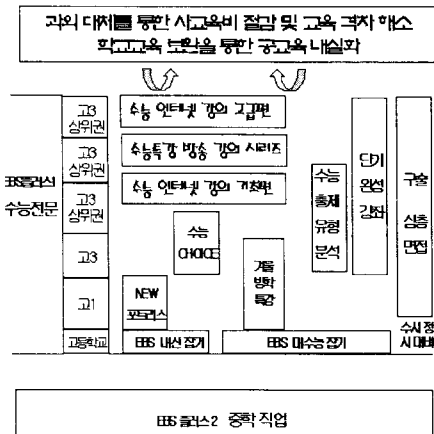 과외 대체를 통한 사교육비 절감 및 교육 격차 해소
학교교육 보완을 통한 공교육 내실화
EBS플러스1
수능전문
고3
상위권
고3
상위권
고3
상위권
고3
고1
고등학교
수능 인터넷 강의 고급편
수능특강 방송 강의 시리즈
수능 인터넷 강의 기초편
수능
CHOICE
NEW
포트리스
겨울
방학
특강
수능
출제
유형
분석
단기
완성
강좌
구술
심층
면접
수시 정
시 대비
EBS 내신 잡기
EBS 대수능 잡기
EBS 플러스2 중학 직업